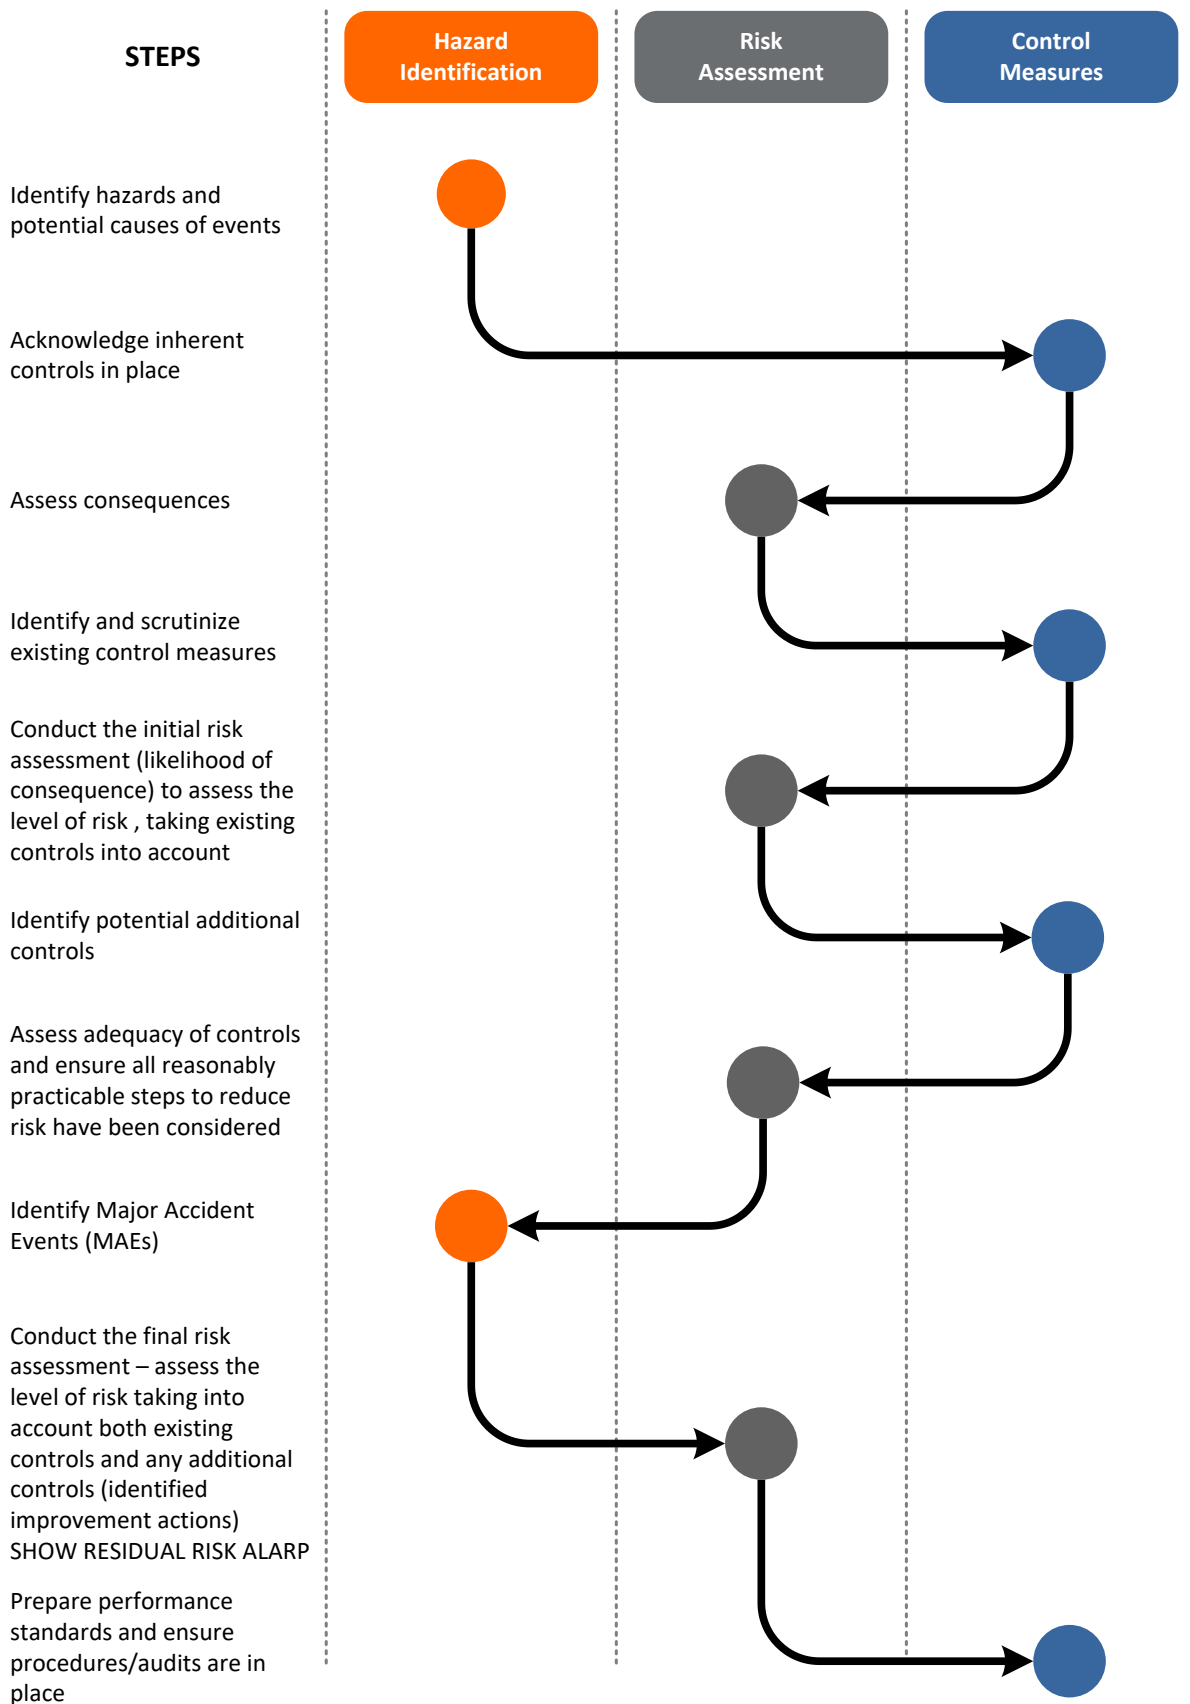 STEPS
Hazard
Identification
Risk
Assessment
Control
Measures
Identify hazards and
potential causes of events
Acknowledge inherent
controls in place
Assess consequences
Identify and scrutinize
existing control measures
Conduct the initial risk
assessment (likelihood of
consequence) to assess the
level of risk , taking existing
controls into account
Identify potential additional
controls
Assess adequacy of controls
and ensure all reasonably
practicable steps to reduce
risk have been considered
Identify Major Accident
Events (MAEs)
Conduct the final risk
assessment – assess the
level of risk taking into
account both existing
controls and any additional
controls (identified
improvement actions)
SHOW RESIDUAL RISK ALARP
Prepare performance
standards and ensure
procedures/audits are in
place